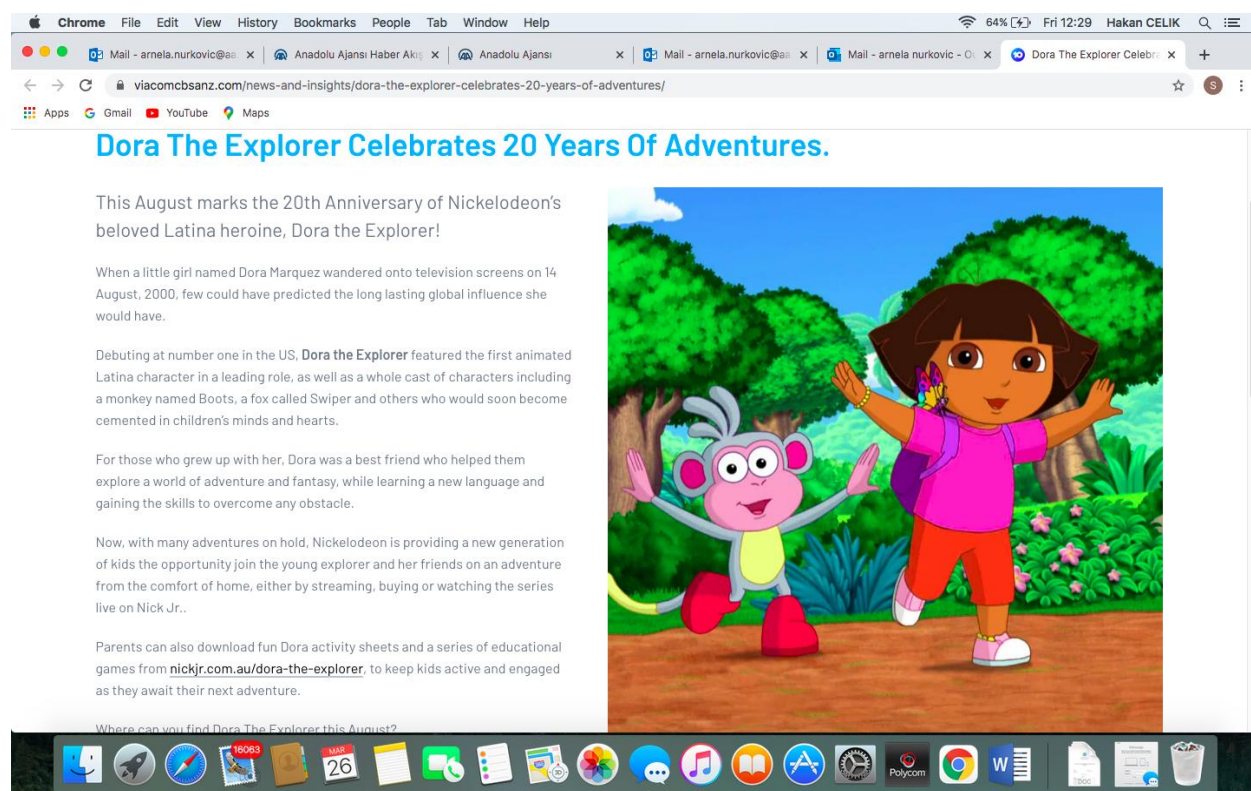 Chrome File Edit View History Bookmarks People Tab Window Help 64% Fri 12:29 Hakan CELIK
Mail - arnela.nurkovic@aa. Anadolu Ajansı Haber Akış Anadolu Ajansı Mail - arnela.nurkovic@aa Mail - arnela nurkovic - Dora The Explorer Celebra
viacomcbsanz.com/news-and-insights/dora-the-explorer-celebrates-20-years-of-adventures/ S
Apps Gmail YouTube Maps
Dora The Explorer Celebrates 20 Years Of Adventures.
This August marks the 20th Anniversary of Nickelodeon's
beloved Latina heroine, Dora the Explorer!
When a little girl named Dora Marquez wandered onto television screens on 14
August, 2000, few could have predicted the long lasting global influence she
would have.
Debuting at number one in the US, Dora the Explorer featured the first animated
Latina character in a leading role, as well as a whole cast of characters including
a monkey named Boots, a fox called Swiper and others who would soon become
cemented in children's minds and hearts.
For those who grew up with her, Dora was a best friend who helped them
explore a world of adventure and fantasy, while learning a new language and
gaining the skills to overcome any obstacle.
Now, with many adventures on hold, Nickelodeon is providing a new generation
of kids the opportunity join the young explorer and her friends on an adventure
from the comfort of home, either by streaming, buying or watching the series
live on Nick Jr..
Parents can also download fun Dora activity sheets and a series of educational
games from nickjr.com.au/dora-the-explorer, to keep kids active and engaged
as they await their next adventure.
Where can you find Dora The Explorer this August?
16063
MAR
26
Polycom
W
DOC